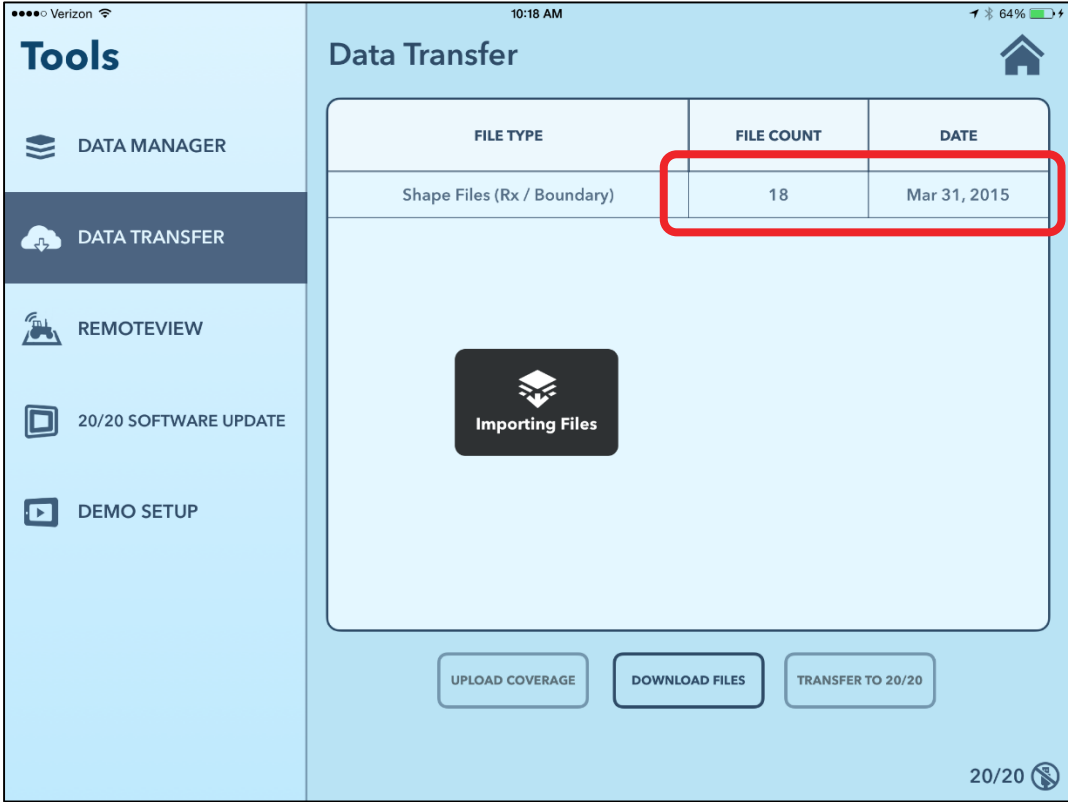 Verizon 10:18 AM 64%
Tools
DATA MANAGER
DATA TRANSFER
REMOTEVIEW
20/20 SOFTWARE UPDATE
DEMO SETUP
Data Transfer
FILE TYPE FILE COUNT DATE
Shape Files (Rx / Boundary) 18 Mar 31, 2015
Importing Files
UPLOAD COVERAGE DOWNLOAD FILES TRANSFER TO 20/20
20/20